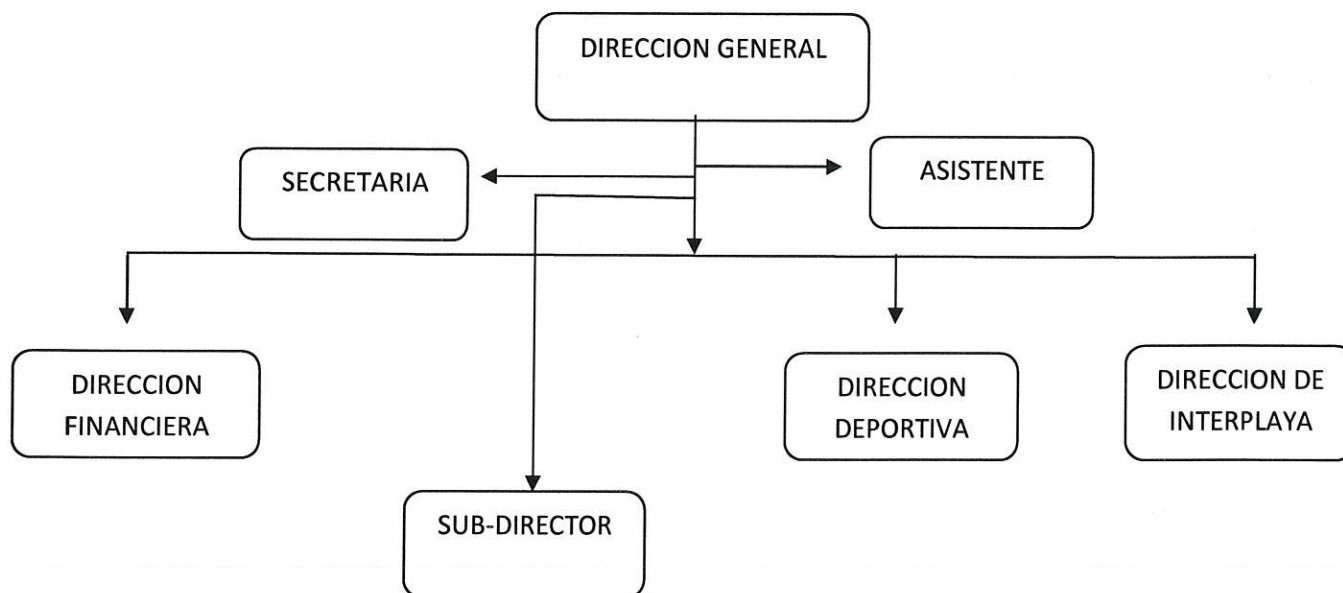 DIRECCION GENERAL
SECRETARIA
ASISTENTE
DIRECCION
FINANCIERA
DIRECCION
DEPORTIVA
DIRECCION DE
INTERPLAYA
SUB-DIRECTOR